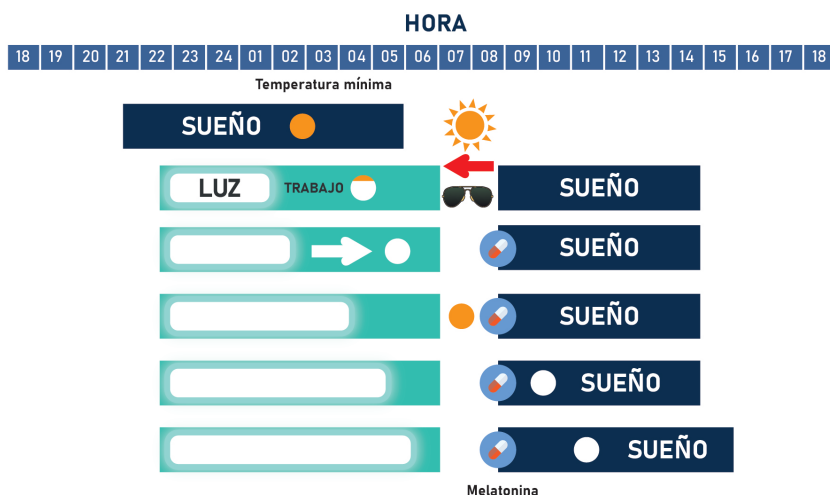 HORA
18 19 20 21 22 23 24 01 02 03 04 05 06 07 08 09 10 11 12 13 14 15 16 17 18
Temperatura mínima
SUEÑO
LUZ TRABAJO SUEÑO
SUEÑO
SUEÑO
SUEÑO
SUEÑO
Melatonina